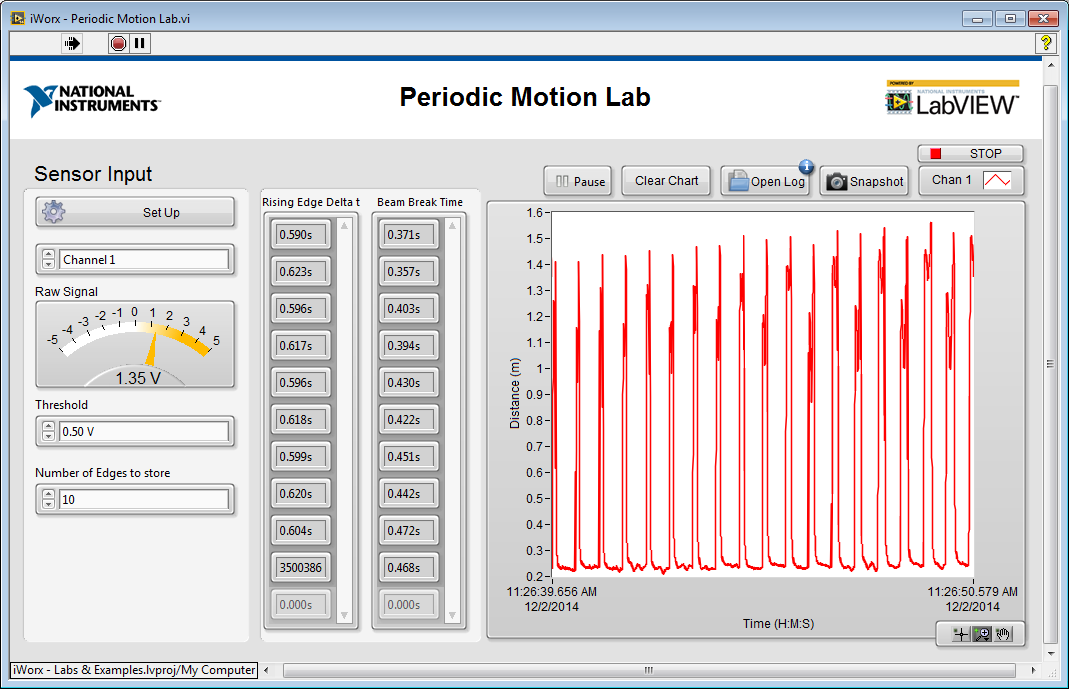 iWorx - Periodic Motion Lab.vi
?
NATIONAL
INSTRUMENTS™
Periodic Motion Lab
POWERED BY
NATIONAL INSTRUMENTS
LabVIEW™
STOP
Sensor Input
Pause
Clear Chart
Open Log
i
Snapshot
Chan 1
Set Up
Channel 1
Raw Signal
-5 -4 -3 -2 -1 0 1 2 3 4 5
1.35 V
Threshold
0.50 V
Number of Edges to store
10
Rising Edge Delta t
0.590s
0.623s
0.596s
0.617s
0.596s
0.618s
0.599s
0.620s
0.604s
3500386
0.000s
Beam Break Time
0.371s
0.357s
0.403s
0.394s
0.430s
0.422s
0.451s
0.442s
0.472s
0.468s
0.000s
Distance (m)
1.6
1.5
1.4
1.3
1.2
1.1
1
0.9
0.8
0.7
0.6
0.5
0.4
0.3
0.2
11:26:39.656 AM
12/2/2014
11:26:50.579 AM
12/2/2014
Time (H:M:S)
iWorx - Labs & Examples.lvproj/My Computer